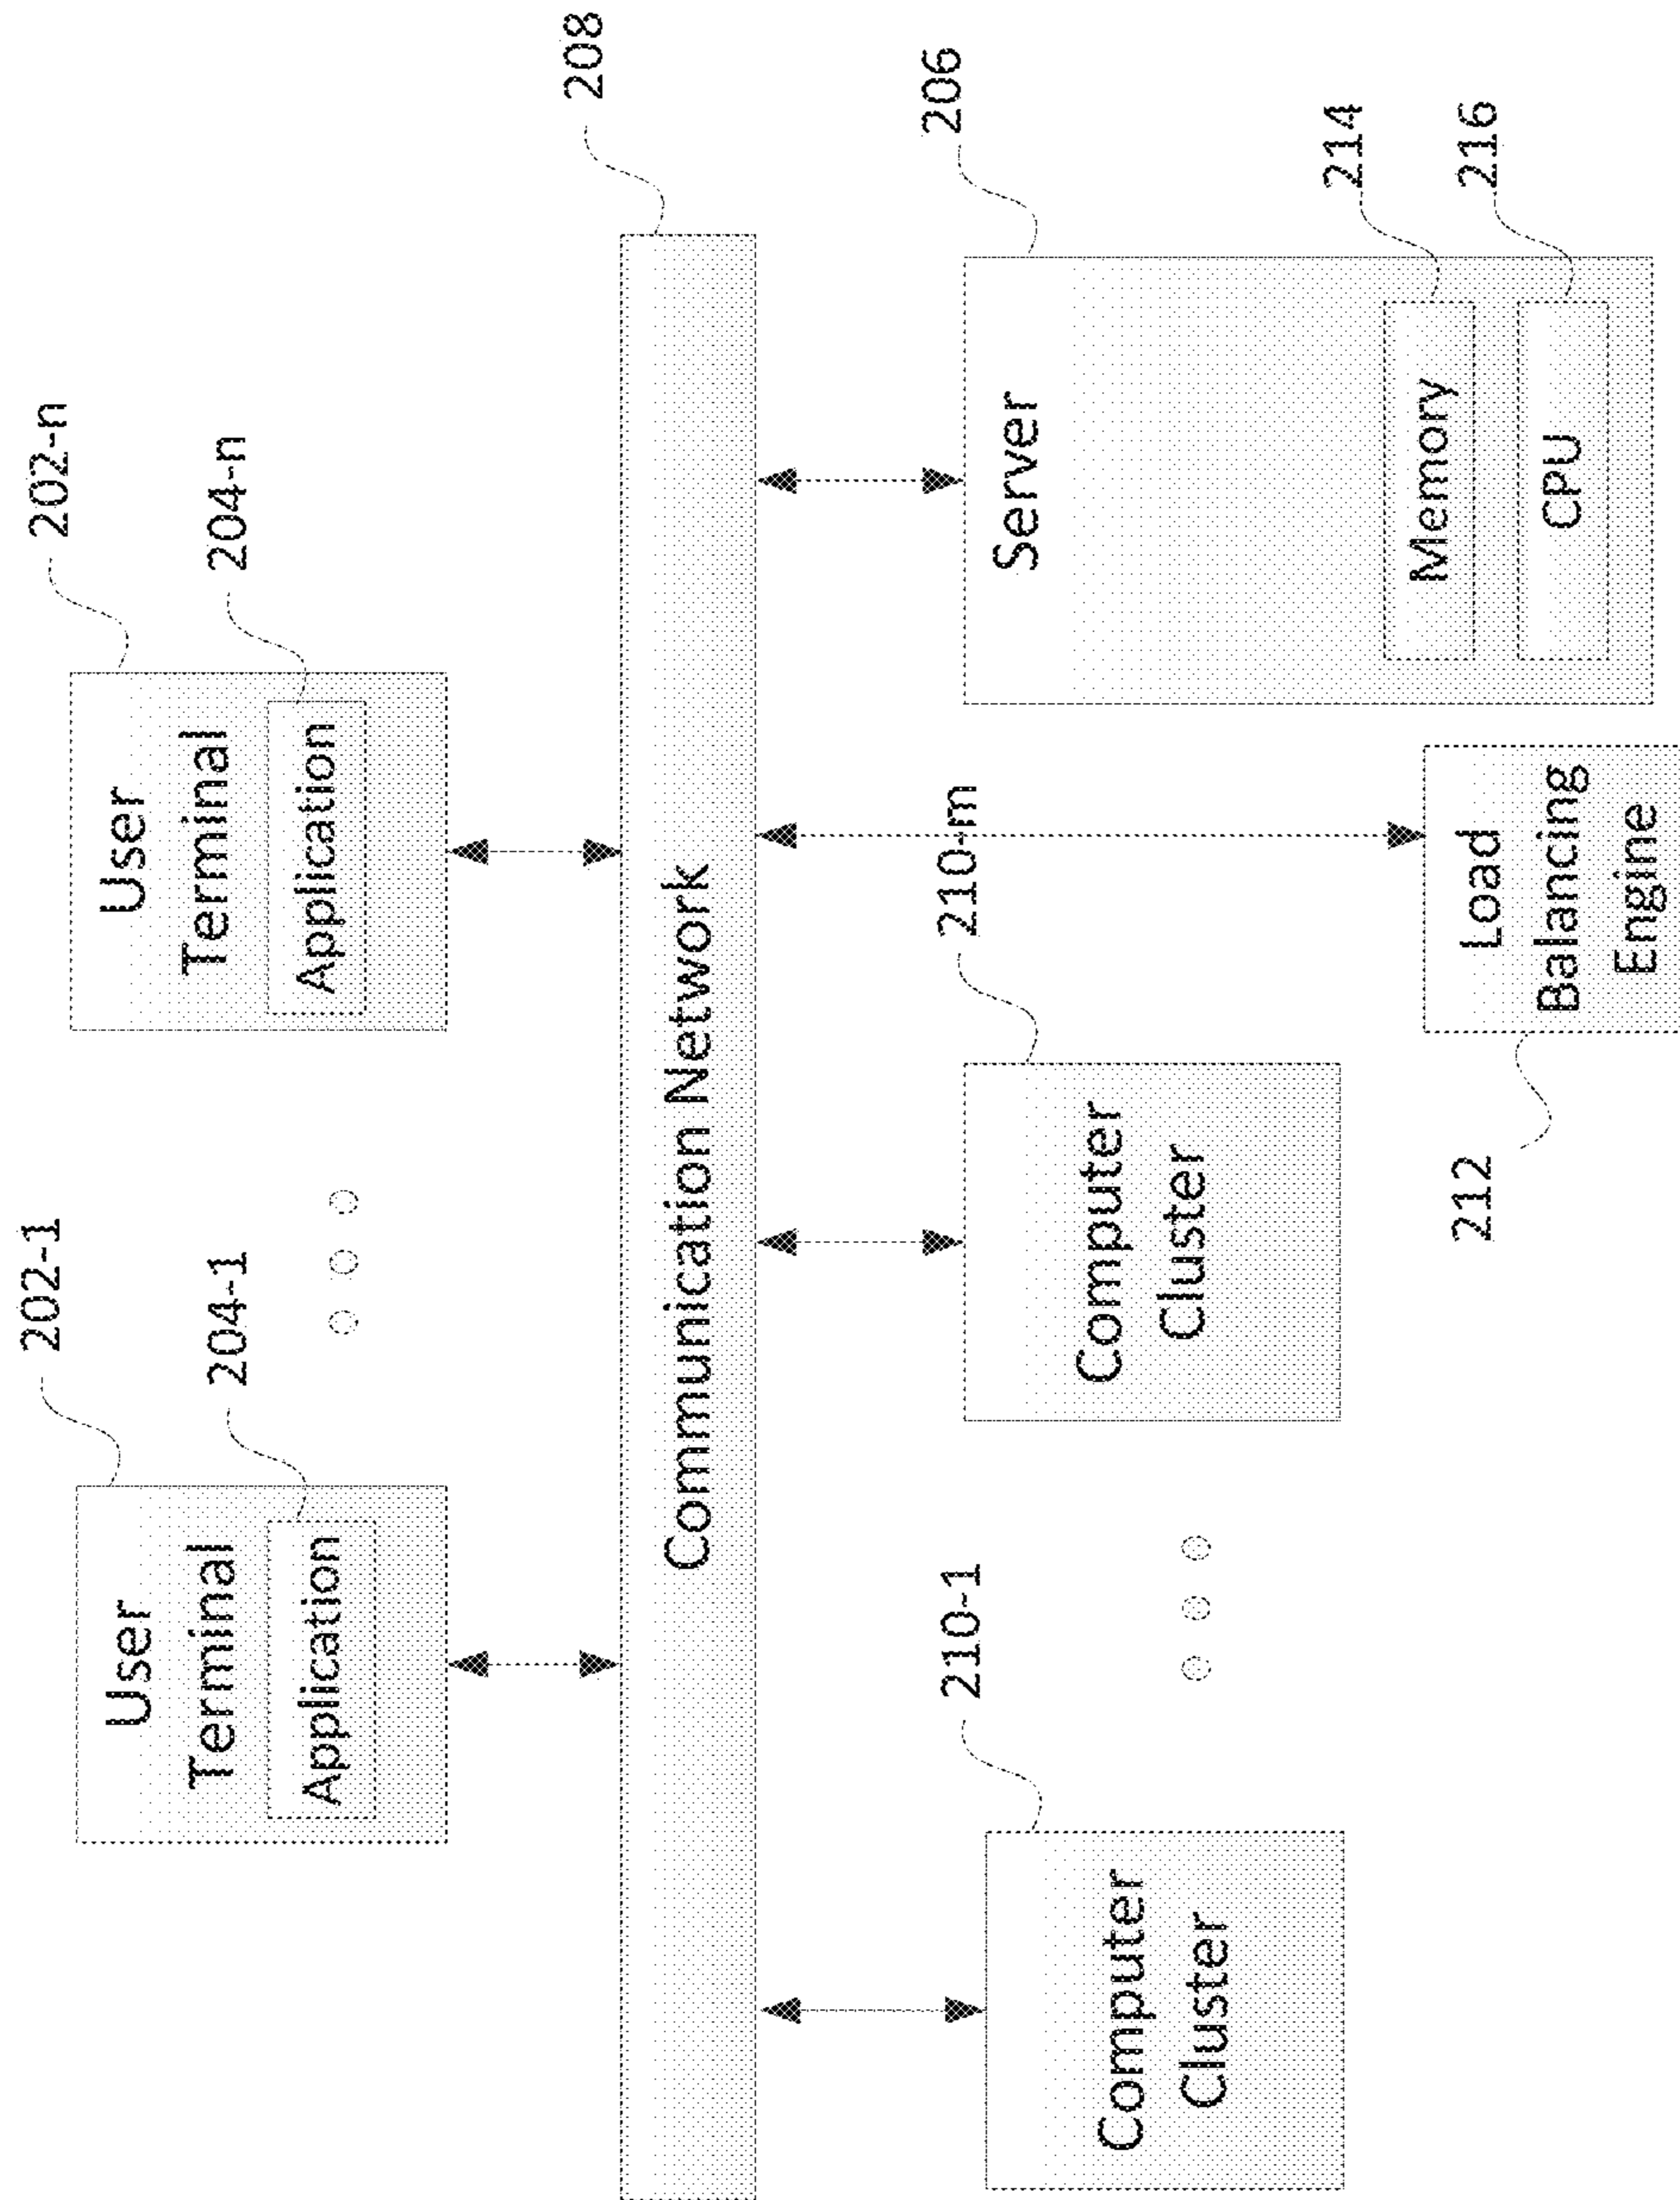 202-1
204-1
User
Terminal
Application
202-n
204-n
User
Terminal
Application
208
Communication Network
210-1
Computer
Cluster
210-m
Computer
Cluster
212
Load
Balancing
Engine
206
Server
214
Memory
216
CPU